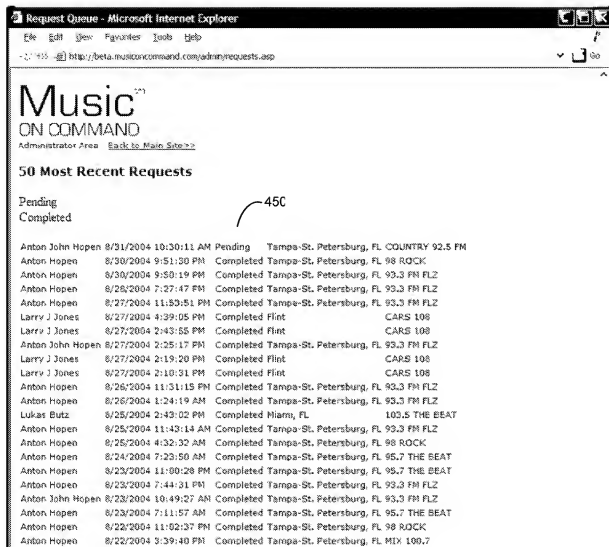 Request Queue - Microsoft Internet Explorer
File Edit View Favorites Tools Help
http://beta.musiconcommand.com/admin/requests.asp Go
Music™
ON COMMAND
Administrator Area Back to Main Site>>
50 Most Recent Requests
Pending
Completed
450
Anton John Hopen 8/31/2004 10:30:11 AM Pending Tampa-St. Petersburg, FL COUNTRY 92.5 FM
Anton Hopen 8/30/2004 9:51:30 PM Completed Tampa-St. Petersburg, FL 98 ROCK
Anton Hopen 8/30/2004 9:50:19 PM Completed Tampa-St. Petersburg, FL 93.3 FM FLZ
Anton Hopen 8/28/2004 7:27:47 PM Completed Tampa-St. Petersburg, FL 93.3 FM FLZ
Anton Hopen 8/27/2004 11:53:51 PM Completed Tampa-St. Petersburg, FL 93.3 FM FLZ
Larry J Jones 8/27/2004 4:39:05 PM Completed Flint CARS 108
Larry J Jones 8/27/2004 2:43:55 PM Completed Flint CARS 108
Anton John Hopen 8/27/2004 2:25:17 PM Completed Tampa-St. Petersburg, FL 93.3 FM FLZ
Larry J Jones 8/27/2004 2:19:20 PM Completed Flint CARS 108
Larry J Jones 8/27/2004 2:10:31 PM Completed Flint CARS 108
Anton Hopen 8/26/2004 11:31:15 PM Completed Tampa-St. Petersburg, FL 93.3 FM FLZ
Anton Hopen 8/26/2004 1:24:19 AM Completed Tampa-St. Petersburg, FL 93.3 FM FLZ
Lukas Butz 8/25/2004 2:43:02 PM Completed Miami, FL 103.5 THE BEAT
Anton Hopen 8/25/2004 11:43:14 AM Completed Tampa-St. Petersburg, FL 93.3 FM FLZ
Anton Hopen 8/25/2004 4:32:32 AM Completed Tampa-St. Petersburg, FL 98 ROCK
Anton Hopen 8/24/2004 7:23:50 AM Completed Tampa-St. Petersburg, FL 95.7 THE BEAT
Anton Hopen 8/23/2004 11:00:28 PM Completed Tampa-St. Petersburg, FL 95.7 THE BEAT
Anton Hopen 8/23/2004 7:44:31 PM Completed Tampa-St. Petersburg, FL 93.3 FM FLZ
Anton John Hopen 8/23/2004 10:49:27 AM Completed Tampa-St. Petersburg, FL 93.3 FM FLZ
Anton Hopen 8/23/2004 7:11:57 AM Completed Tampa-St. Petersburg, FL 95.7 THE BEAT
Anton Hopen 8/22/2004 11:02:37 PM Completed Tampa-St. Petersburg, FL 98 ROCK
Anton Hopen 8/22/2004 3:39:40 PM Completed Tampa-St. Petersburg, FL MIX 100.7